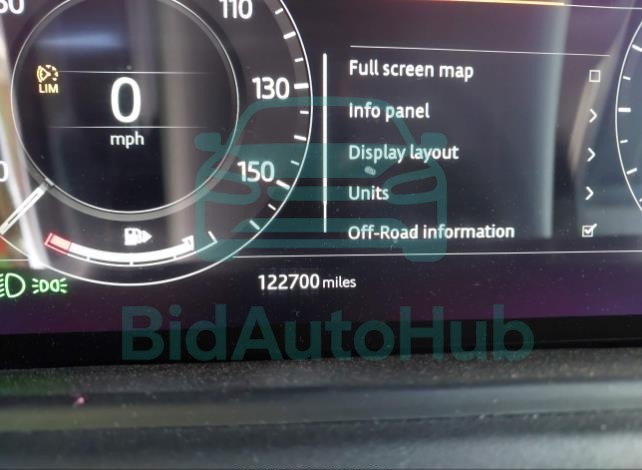 110
130
150
LIM
0
mph
Full screen map
Info panel
Display layout
Units
Off-Road information
122700 miles
BidAutoHub